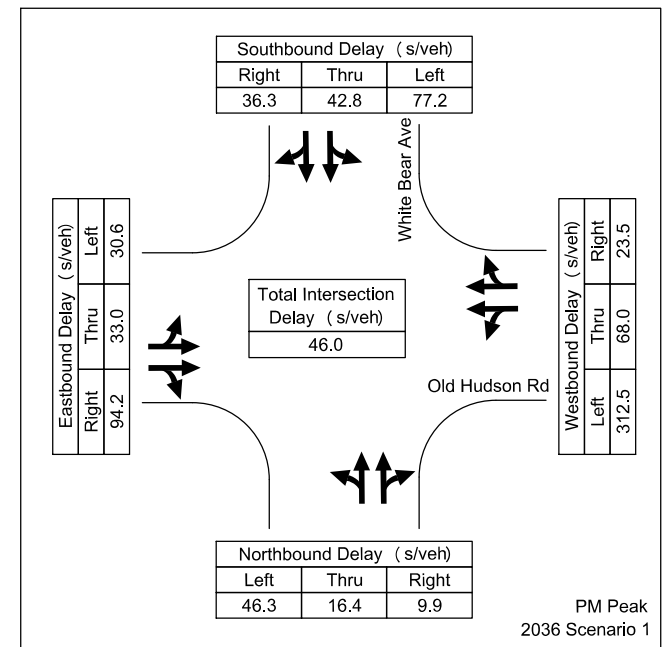 Southbound Delay ( s/veh)
Right Thru Left
36.3 42.8 77.2
White Bear Ave
Eastbound Delay ( s/veh)
Right Thru Left
94.2 33.0 30.6
Total Intersection
Delay ( s/veh)
46.0
Westbound Delay ( s/veh)
Left Thru Right
312.5 68.0 23.5
Old Hudson Rd
Northbound Delay ( s/veh)
Left Thru Right
46.3 16.4 9.9
PM Peak
2036 Scenario 1